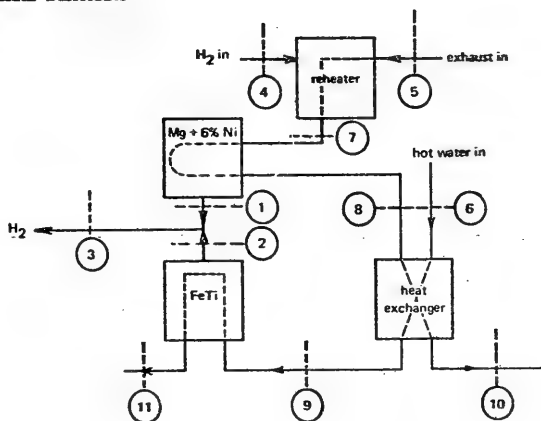 H2 in
exhaust in
reheater
4
5
Mg + 6% Ni
7
hot water in
1
8
6
H2
3
2
FeTi
heat
exchanger
11
9
10